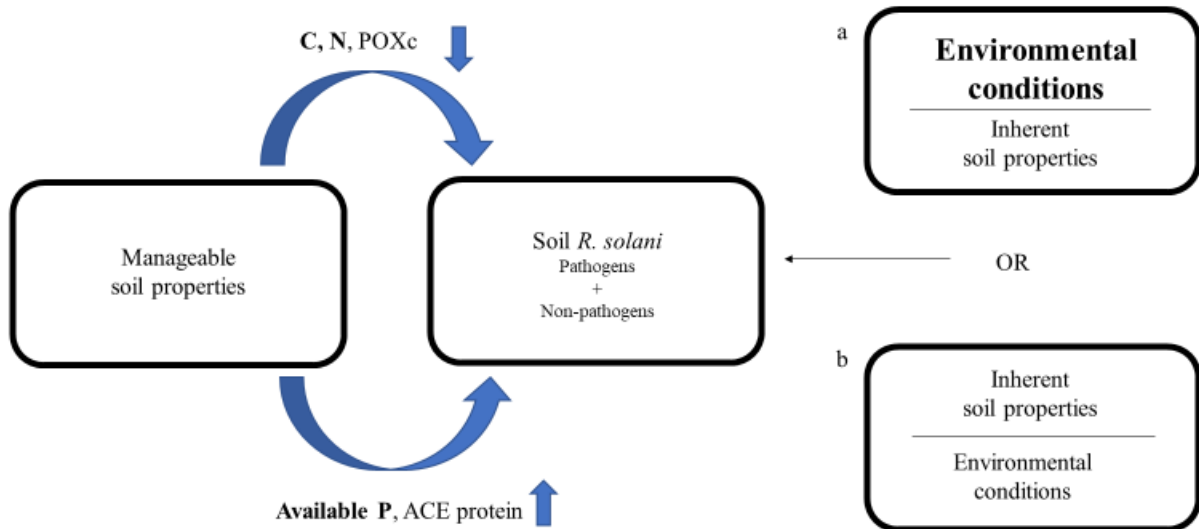 C, N, POXc
Manageable
soil properties
Soil R. solani
Pathogens
+
Non-pathogens
Available P, ACE protein
a
Environmental
conditions
Inherent
soil properties
OR
b
Inherent
soil properties
Environmental
conditions